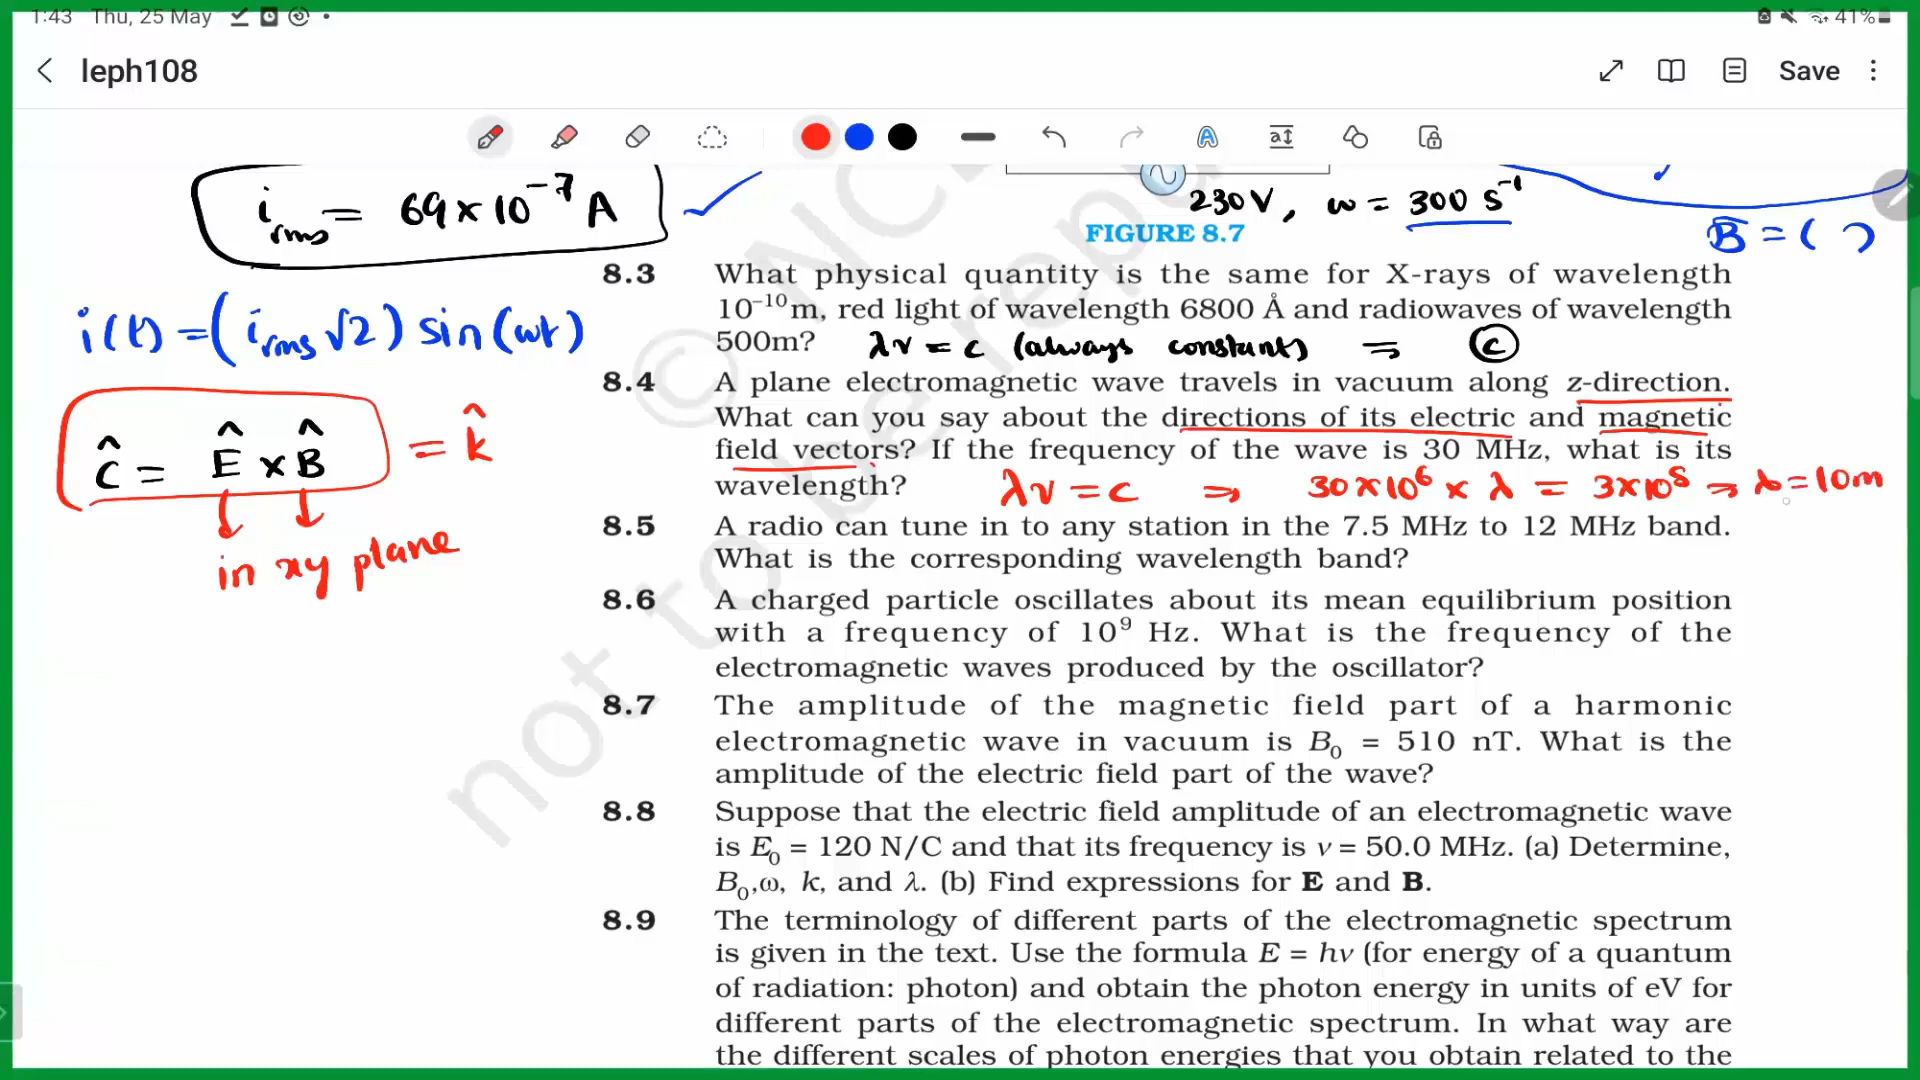 1:43 Thu, 25 May
41%
leph108
Save
i rms = 69 × 10⁻⁷ A
230 V, ω = 300 s⁻¹
FIGURE 8.7
B = ( )
8.3 What physical quantity is the same for X-rays of wavelength
10⁻¹⁰ m, red light of wavelength 6800 Å and radiowaves of wavelength
500m? λν = c (always constant) ⇒ c
i(t) = (i rms √2) sin(ωt)
8.4 A plane electromagnetic wave travels in vacuum along z-direction.
What can you say about the directions of its electric and magnetic
field vectors? If the frequency of the wave is 30 MHz, what is its
wavelength? λν = c ⇒ 30×10⁶ × λ = 3×10⁸ ⇒ λ = 10m
ĉ = Ê × B̂ = k̂
in xy plane
8.5 A radio can tune in to any station in the 7.5 MHz to 12 MHz band.
What is the corresponding wavelength band?
8.6 A charged particle oscillates about its mean equilibrium position
with a frequency of 10⁹ Hz. What is the frequency of the
electromagnetic waves produced by the oscillator?
8.7 The amplitude of the magnetic field part of a harmonic
electromagnetic wave in vacuum is B₀ = 510 nT. What is the
amplitude of the electric field part of the wave?
8.8 Suppose that the electric field amplitude of an electromagnetic wave
is E₀ = 120 N/C and that its frequency is ν = 50.0 MHz. (a) Determine,
B₀,ω, k, and λ. (b) Find expressions for E and B.
8.9 The terminology of different parts of the electromagnetic spectrum
is given in the text. Use the formula E = hν (for energy of a quantum
of radiation: photon) and obtain the photon energy in units of eV for
different parts of the electromagnetic spectrum. In what way are
the different scales of photon energies that you obtain related to the
not to be